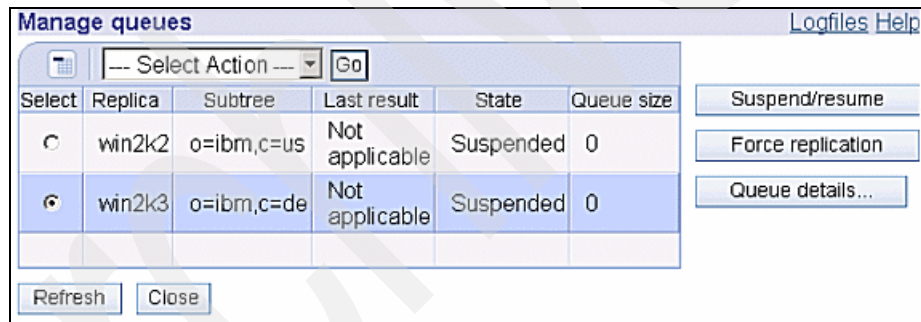 Manage queues
Logfiles Help
--- Select Action --- Go
Select Replica Subtree Last result State Queue size
win2k2 o=ibm,c=us Not applicable Suspended 0
win2k3 o=ibm,c=de Not applicable Suspended 0
Suspend/resume
Force replication
Queue details...
Refresh Close